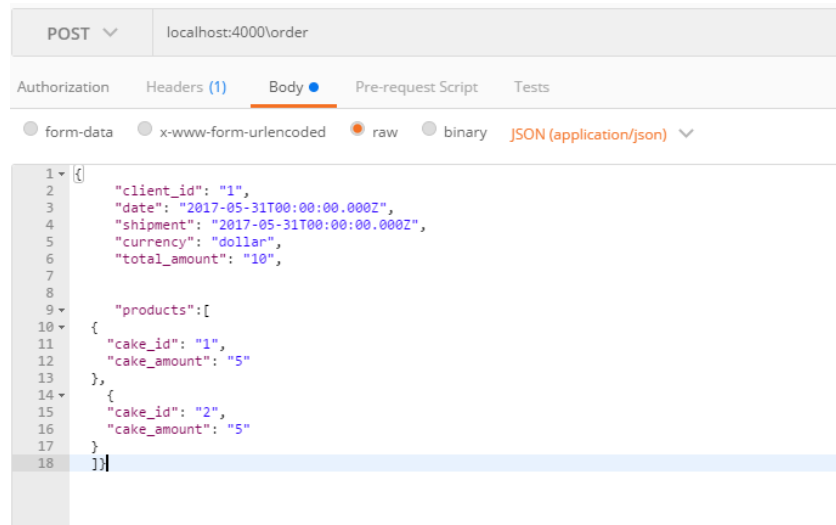 POST localhost:4000\order
Authorization Headers (1) Body Pre-request Script Tests
form-data x-www-form-urlencoded raw binary JSON (application/json)
1 {
2 "client_id": "1",
3 "date": "2017-05-31T00:00:00.000Z",
4 "shipment": "2017-05-31T00:00:00.000Z",
5 "currency": "dollar",
6 "total_amount": "10",
7
8
9 "products":[
10 {
11 "cake_id": "1",
12 "cake_amount": "5"
13 },
14 {
15 "cake_id": "2",
16 "cake_amount": "5"
17 }
18 ]}